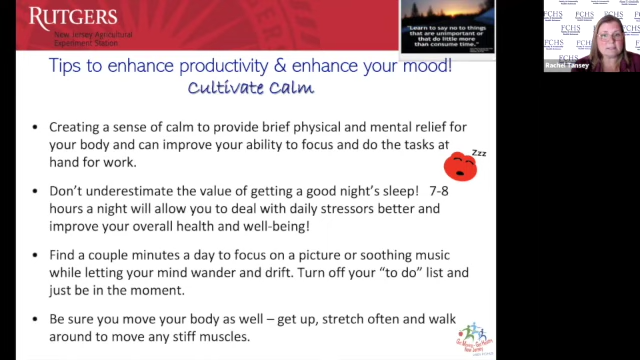 RUTGERS
New Jersey Agricultural
Experiment Station
"Learn to say no to things
that are unimportant or
that do little more
than consume time."
Tips to enhance productivity & enhance your mood!
Cultivate Calm
• Creating a sense of calm to provide brief physical and mental relief for
your body and can improve your ability to focus and do the tasks at
hand for work.
Zzz
• Don't underestimate the value of getting a good night's sleep! 7-8
hours a night will allow you to deal with daily stressors better and
improve your overall health and well-being!
• Find a couple minutes a day to focus on a picture or soothing music
while letting your mind wander and drift. Turn off your "to do" list and
just be in the moment.
• Be sure you move your body as well – get up, stretch often and walk
around to move any stiff muscles.
FCHS
FCHS
FCHS
FCHS
Rachel Tansey